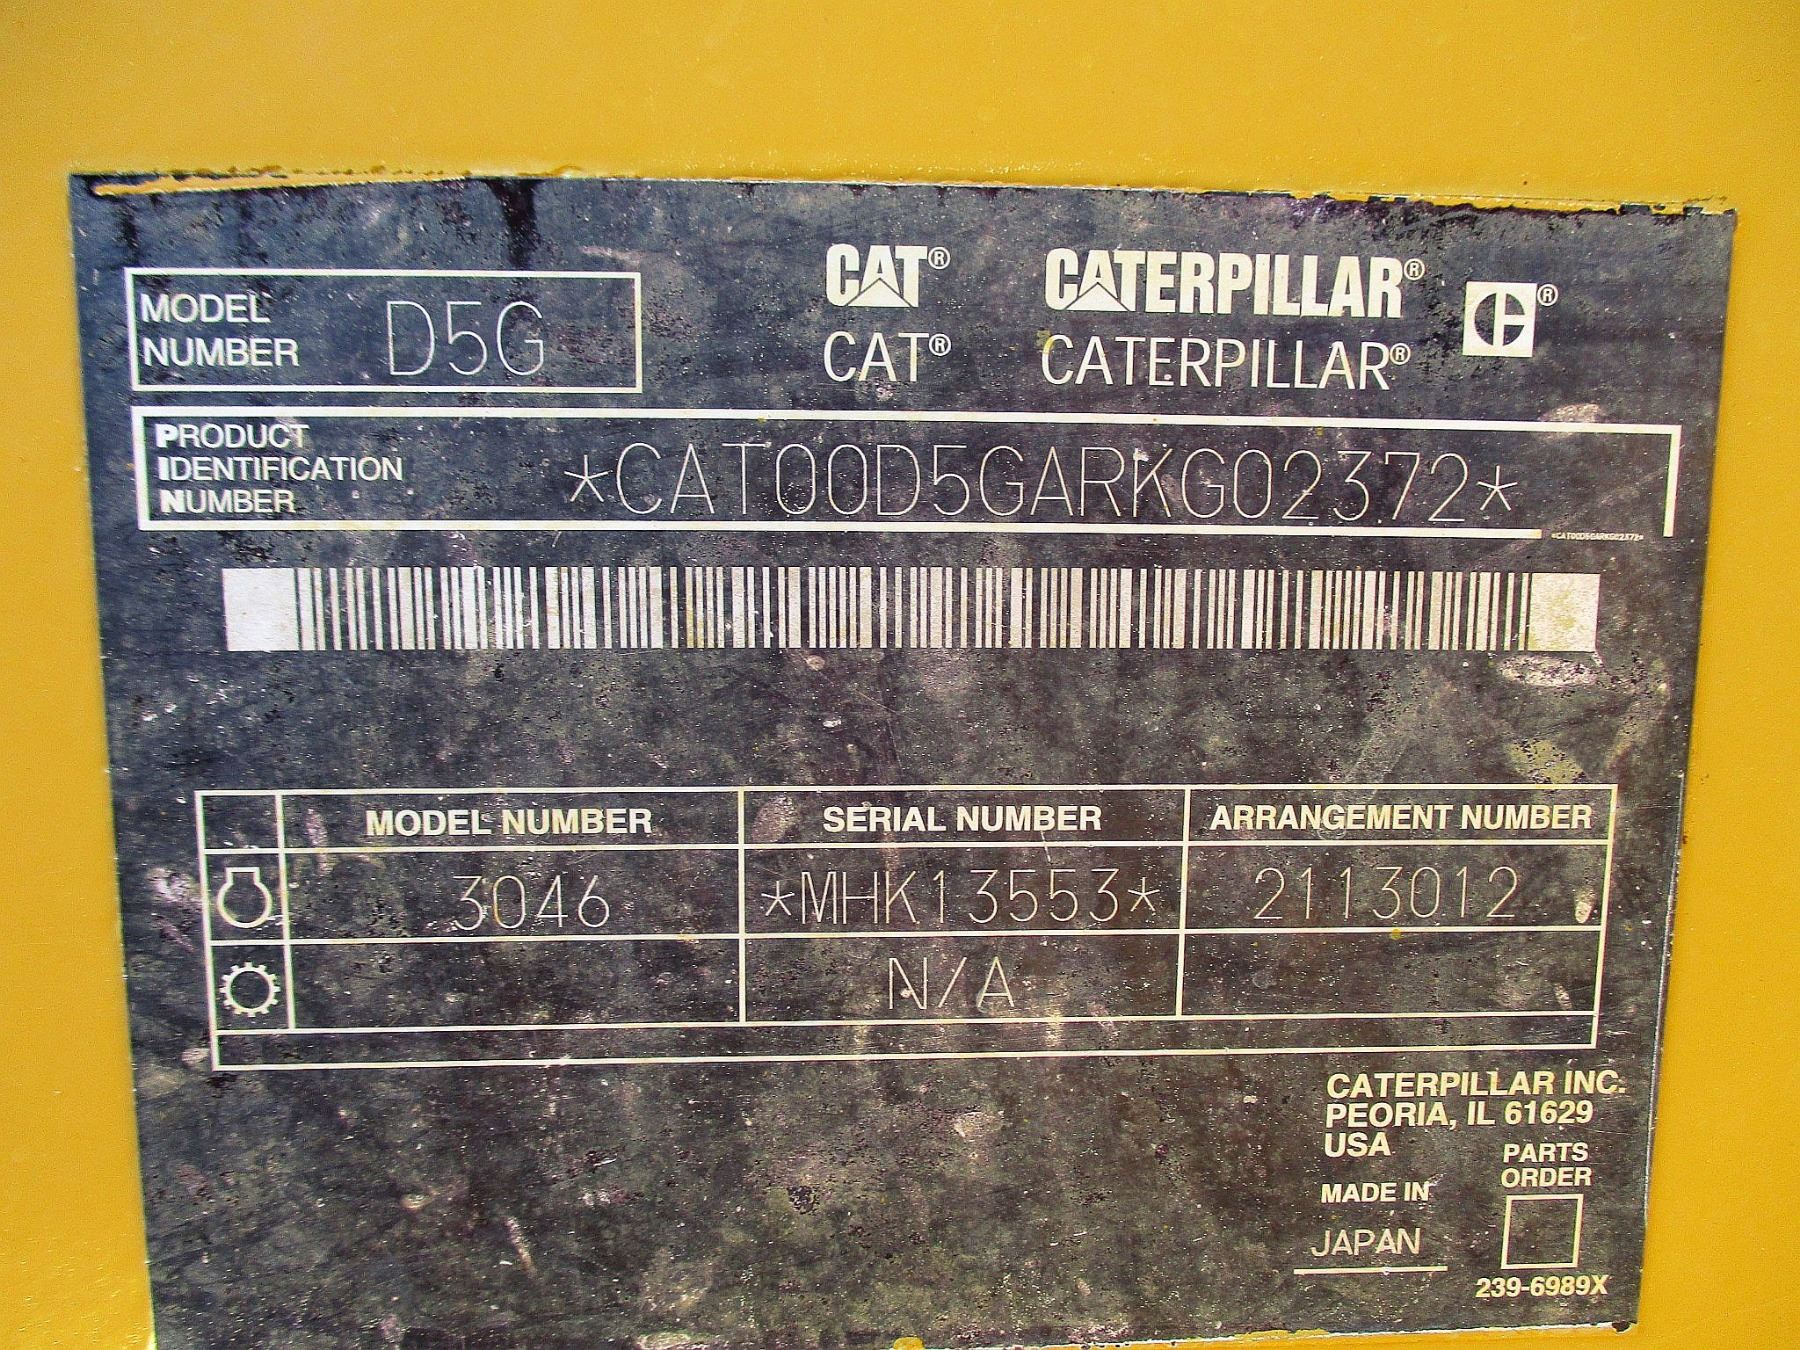 MODEL
NUMBER
D5G
CAT® CATERPILLAR® ®
CAT® CATERPILLAR®
PRODUCT
IDENTIFICATION
NUMBER
*CAT00D5GARKG02372*
*CAT00D5GARKG02372*
MODEL NUMBER SERIAL NUMBER ARRANGEMENT NUMBER
3046 *MHK13553* 2113012
N/A
CATERPILLAR INC.
PEORIA, IL 61629
USA
PARTS
ORDER
MADE IN
JAPAN
239-6989X